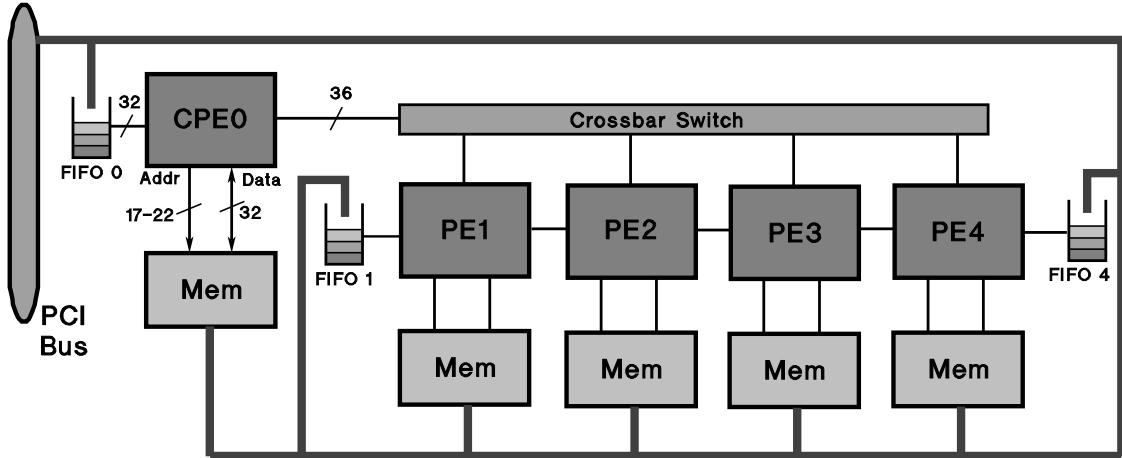 32
36
CPE0
Crossbar Switch
FIFO 0
Addr
Data
17-22
32
PE1
PE2
PE3
PE4
FIFO 1
FIFO 4
Mem
PCI
Bus
Mem
Mem
Mem
Mem